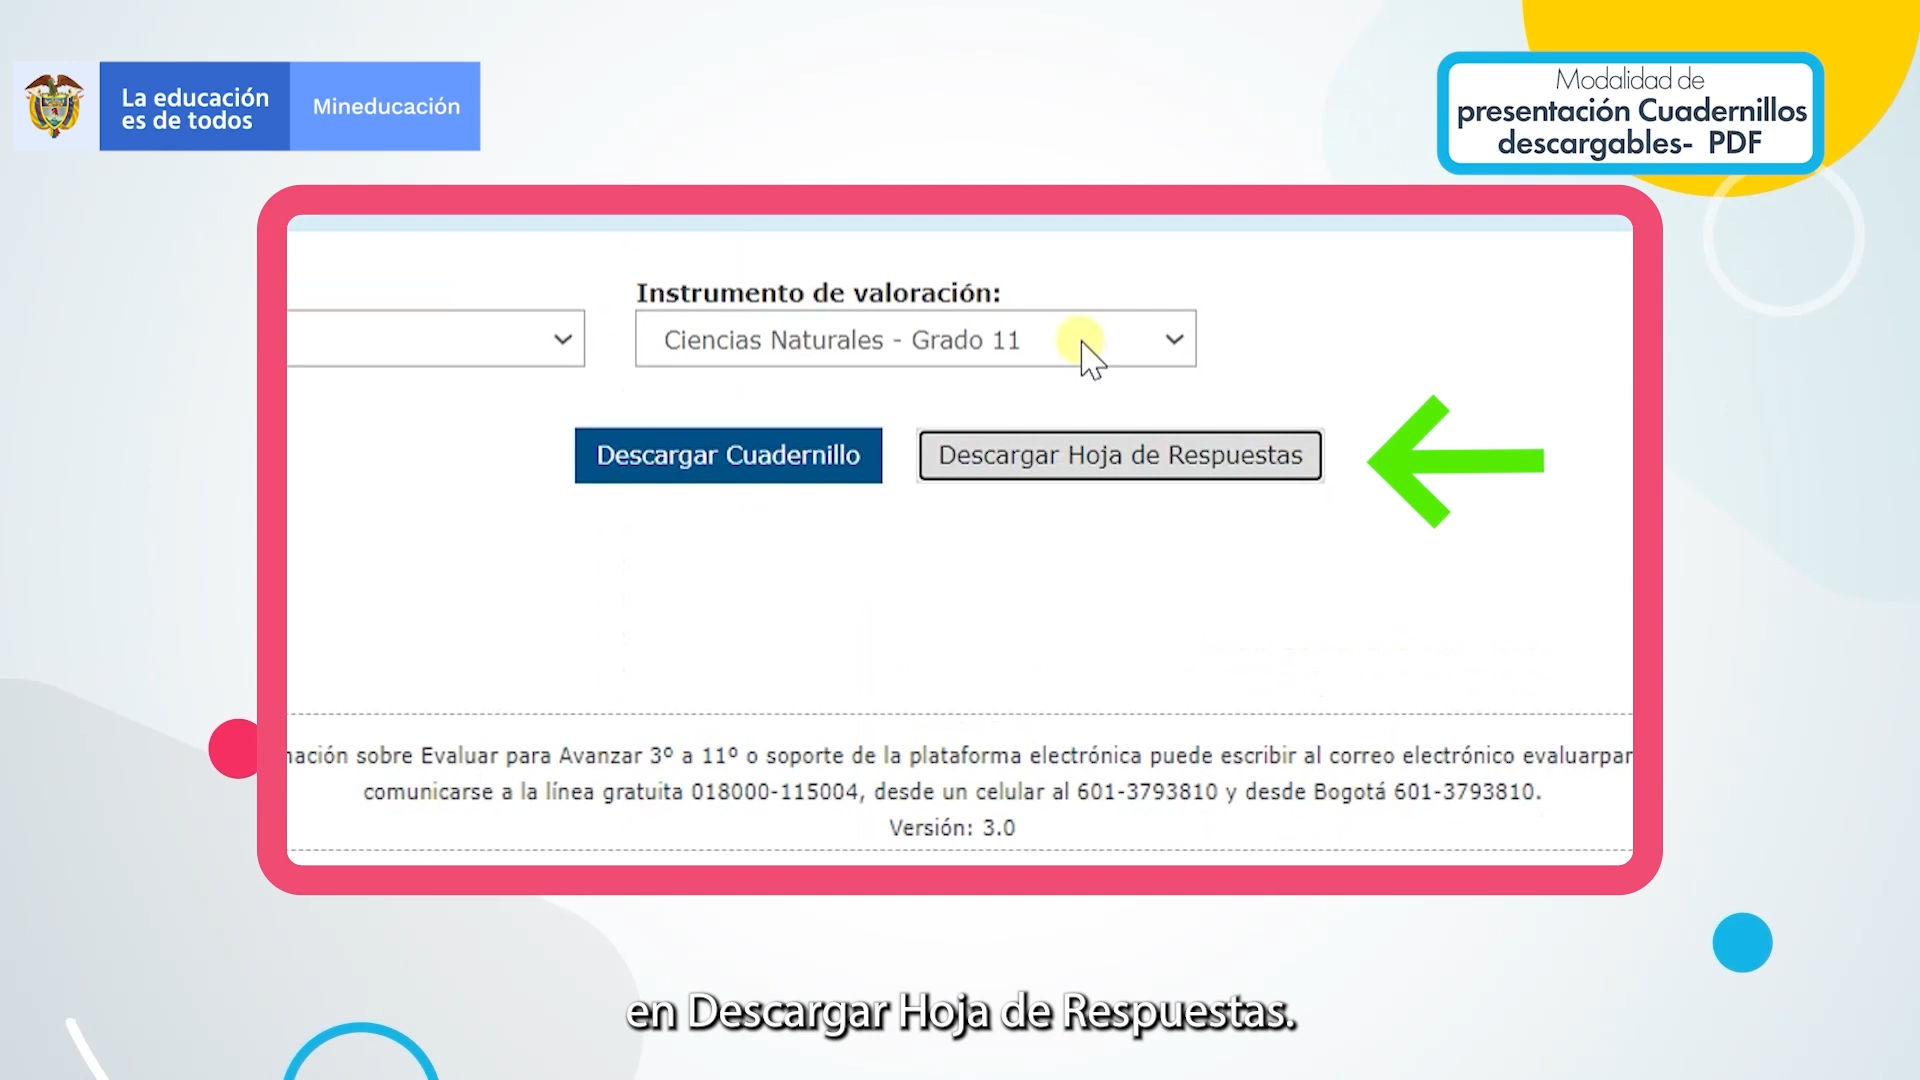 La educación
es de todos
Mineducación
Modalidad de
presentación Cuadernillos
descargables- PDF
Instrumento de valoración:
Ciencias Naturales - Grado 11
Descargar Cuadernillo
Descargar Hoja de Respuestas
mación sobre Evaluar para Avanzar 3º a 11º o soporte de la plataforma electrónica puede escribir al correo electrónico evaluarpar
comunicarse a la línea gratuita 018000-115004, desde un celular al 601-3793810 y desde Bogotá 601-3793810.
Versión: 3.0
en Descargar Hoja de Respuestas.